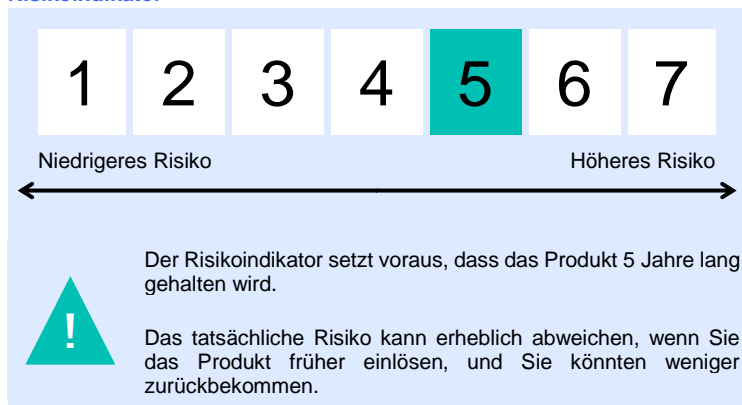 Risikoindikator
1 2 3 4 5 6 7
Niedrigeres Risiko Höheres Risiko
Der Risikoindikator setzt voraus, dass das Produkt 5 Jahre lang
gehalten wird.
!
Das tatsächliche Risiko kann erheblich abweichen, wenn Sie
das Produkt früher einlösen, und Sie könnten weniger
zurückbekommen.